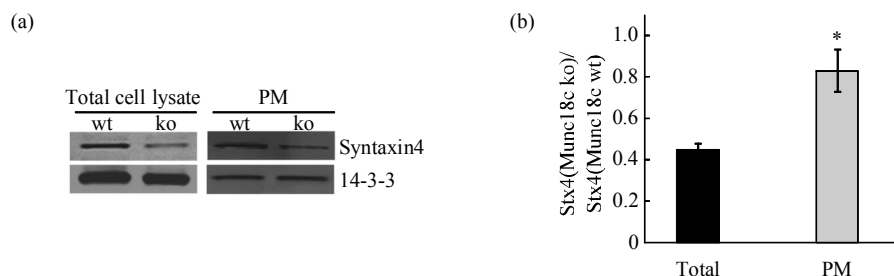 (a)
Total cell lysate PM
wt ko wt ko
Syntaxin4
14-3-3
(b)
Stx4(Munc18c ko)/
Stx4(Munc18c wt)
1.0
0.8
0.6
0.4
0.2
0
*
Total PM